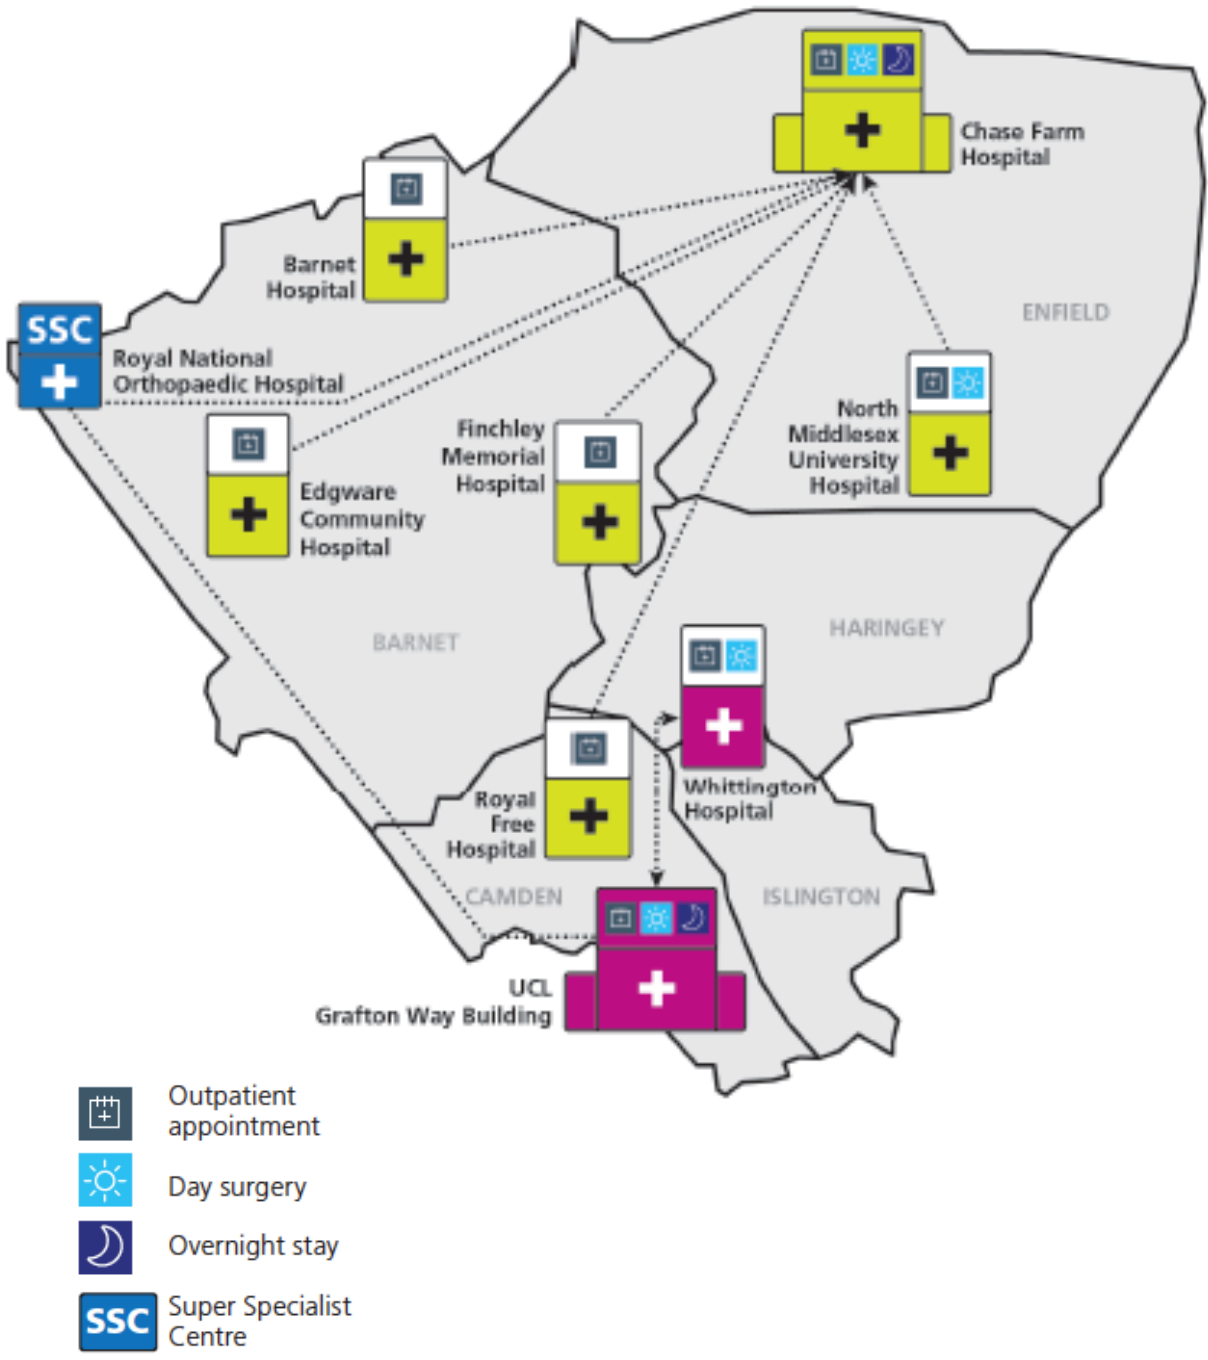 Chase Farm
Hospital
Barnet
Hospital
ENFIELD
SSC
Royal National
Orthopaedic Hospital
North
Middlesex
University
Hospital
Finchley
Memorial
Hospital
Edgware
Community
Hospital
BARNET
HARINGEY
Whittington
Hospital
Royal
Free
Hospital
CAMDEN
ISLINGTON
UCL
Grafton Way Building
Outpatient
appointment
Day surgery
Overnight stay
SSC
Super Specialist
Centre